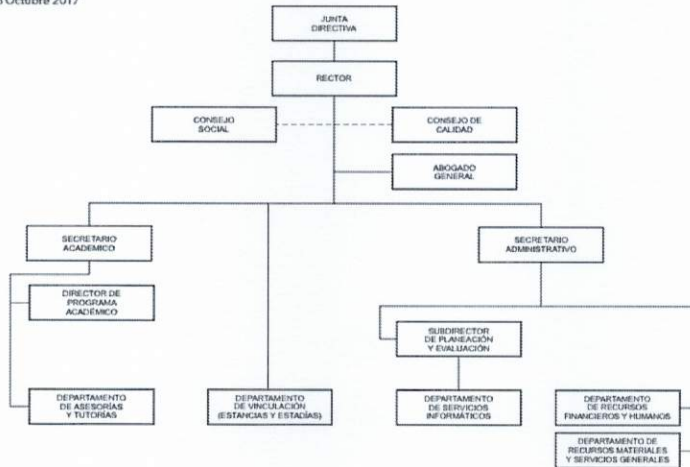 Octubre 2017
JUNTA
DIRECTIVA
RECTOR
CONSEJO
SOCIAL
CONSEJO DE
CALIDAD
ABOGADO
GENERAL
SECRETARIO
ACADÉMICO
SECRETARIO
ADMINISTRATIVO
DIRECTOR DE
PROGRAMA
ACADÉMICO
SUBDIRECTOR
DE PLANEACIÓN
Y EVALUACIÓN
DEPARTAMENTO
DE ASESORÍAS
Y TUTORÍAS
DEPARTAMENTO
DE VINCULACIÓN
(ESTANCIAS Y ESTADÍAS)
DEPARTAMENTO
DE SERVICIOS
INFORMÁTICOS
DEPARTAMENTO
DE RECURSOS
FINANCIEROS Y HUMANOS
DEPARTAMENTO DE
RECURSOS MATERIALES
Y SERVICIOS GENERALES